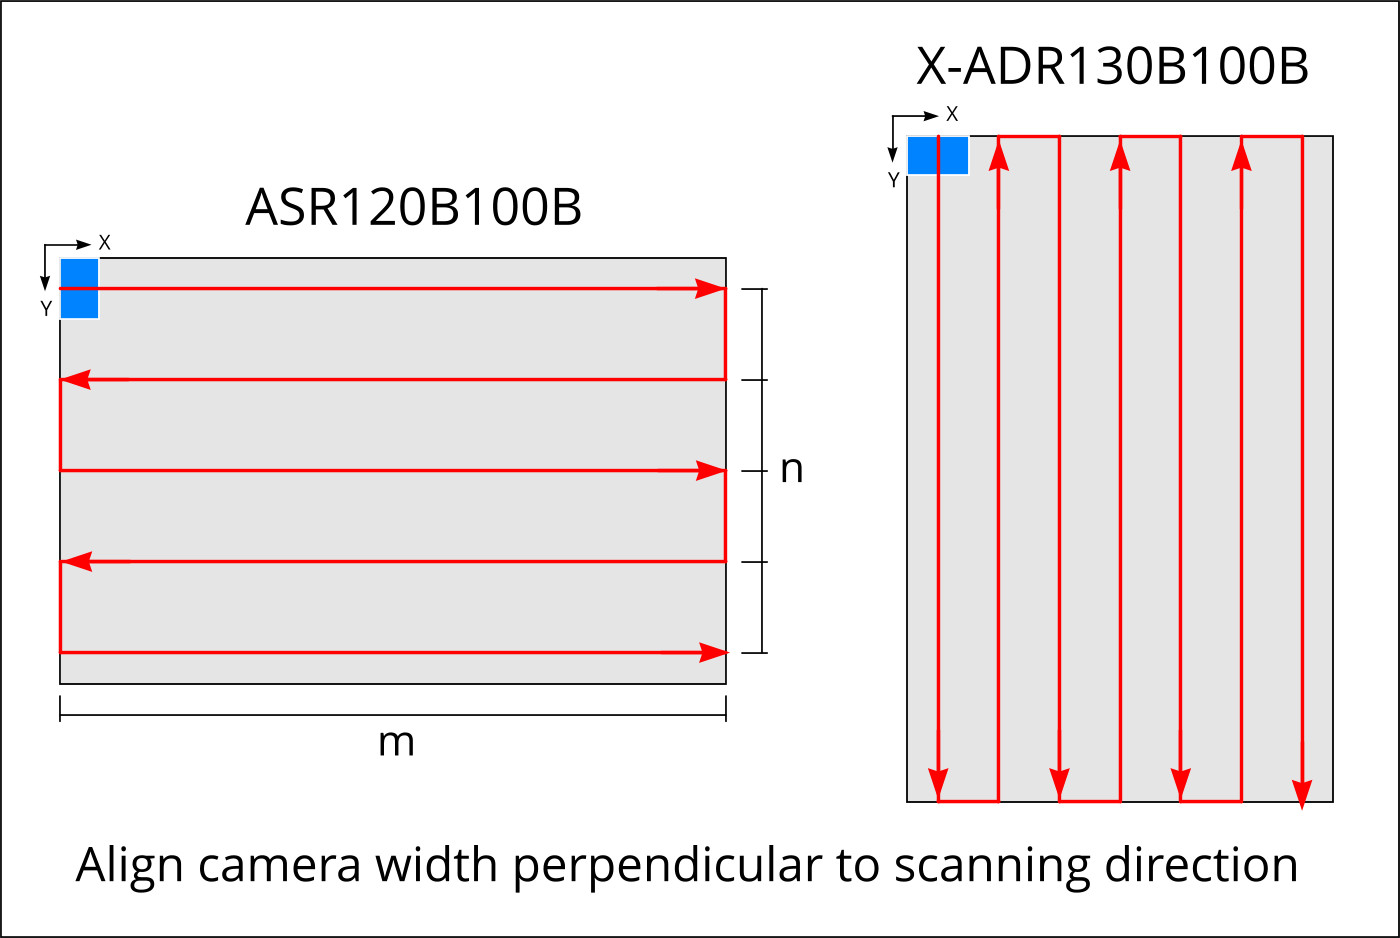 X-ADR130B100B
X
Y
ASR120B100B
X
Y
n
m
Align camera width perpendicular to scanning direction